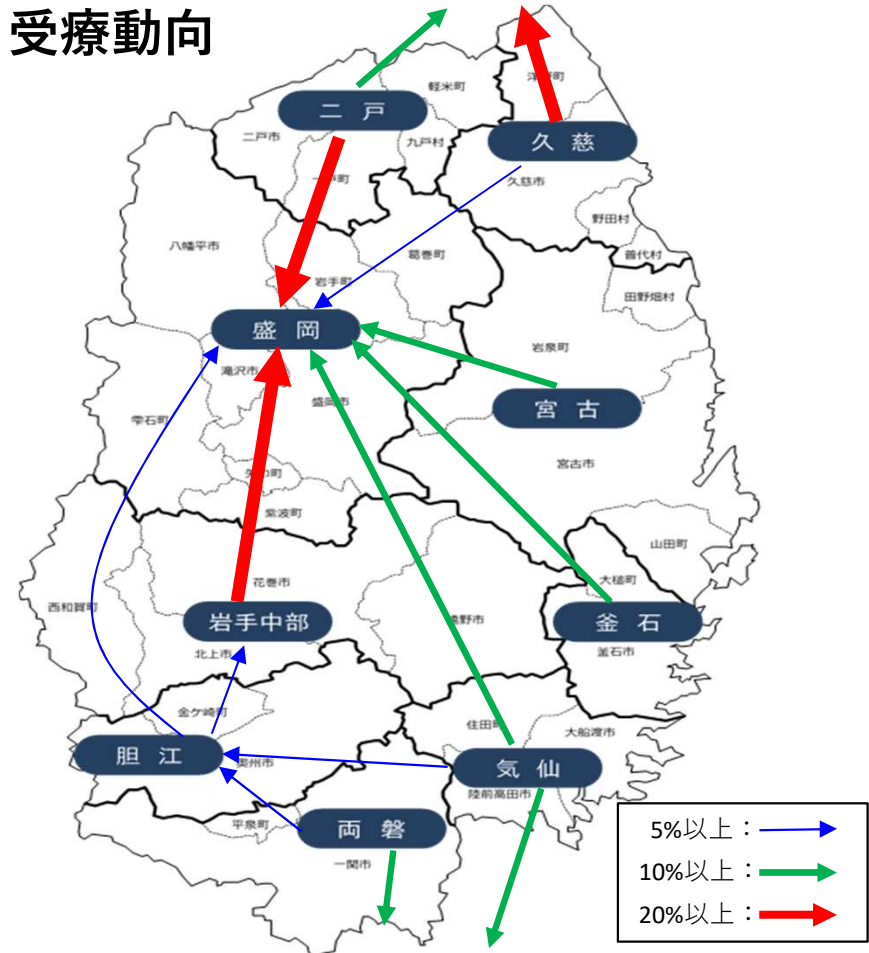 受療動向
軽米町
洋野町
二 戸
二戸市
九戸村
久 慈
一戸町
久慈市
野田村
普代村
八幡平市
葛巻町
岩手町
田野畑村
盛 岡
岩泉町
滝沢市
盛岡市
雫石町
宮 古
宮古市
矢巾町
紫波町
山田町
大槌町
花巻市
西和賀町
岩手中部
遠野市
釜 石
北上市
釜石市
金ケ崎町
住田町
大船渡市
胆 江
奥州市
気 仙
陸前高田市
平泉町
両 磐
一関市
5%以上：
10%以上：
20%以上：